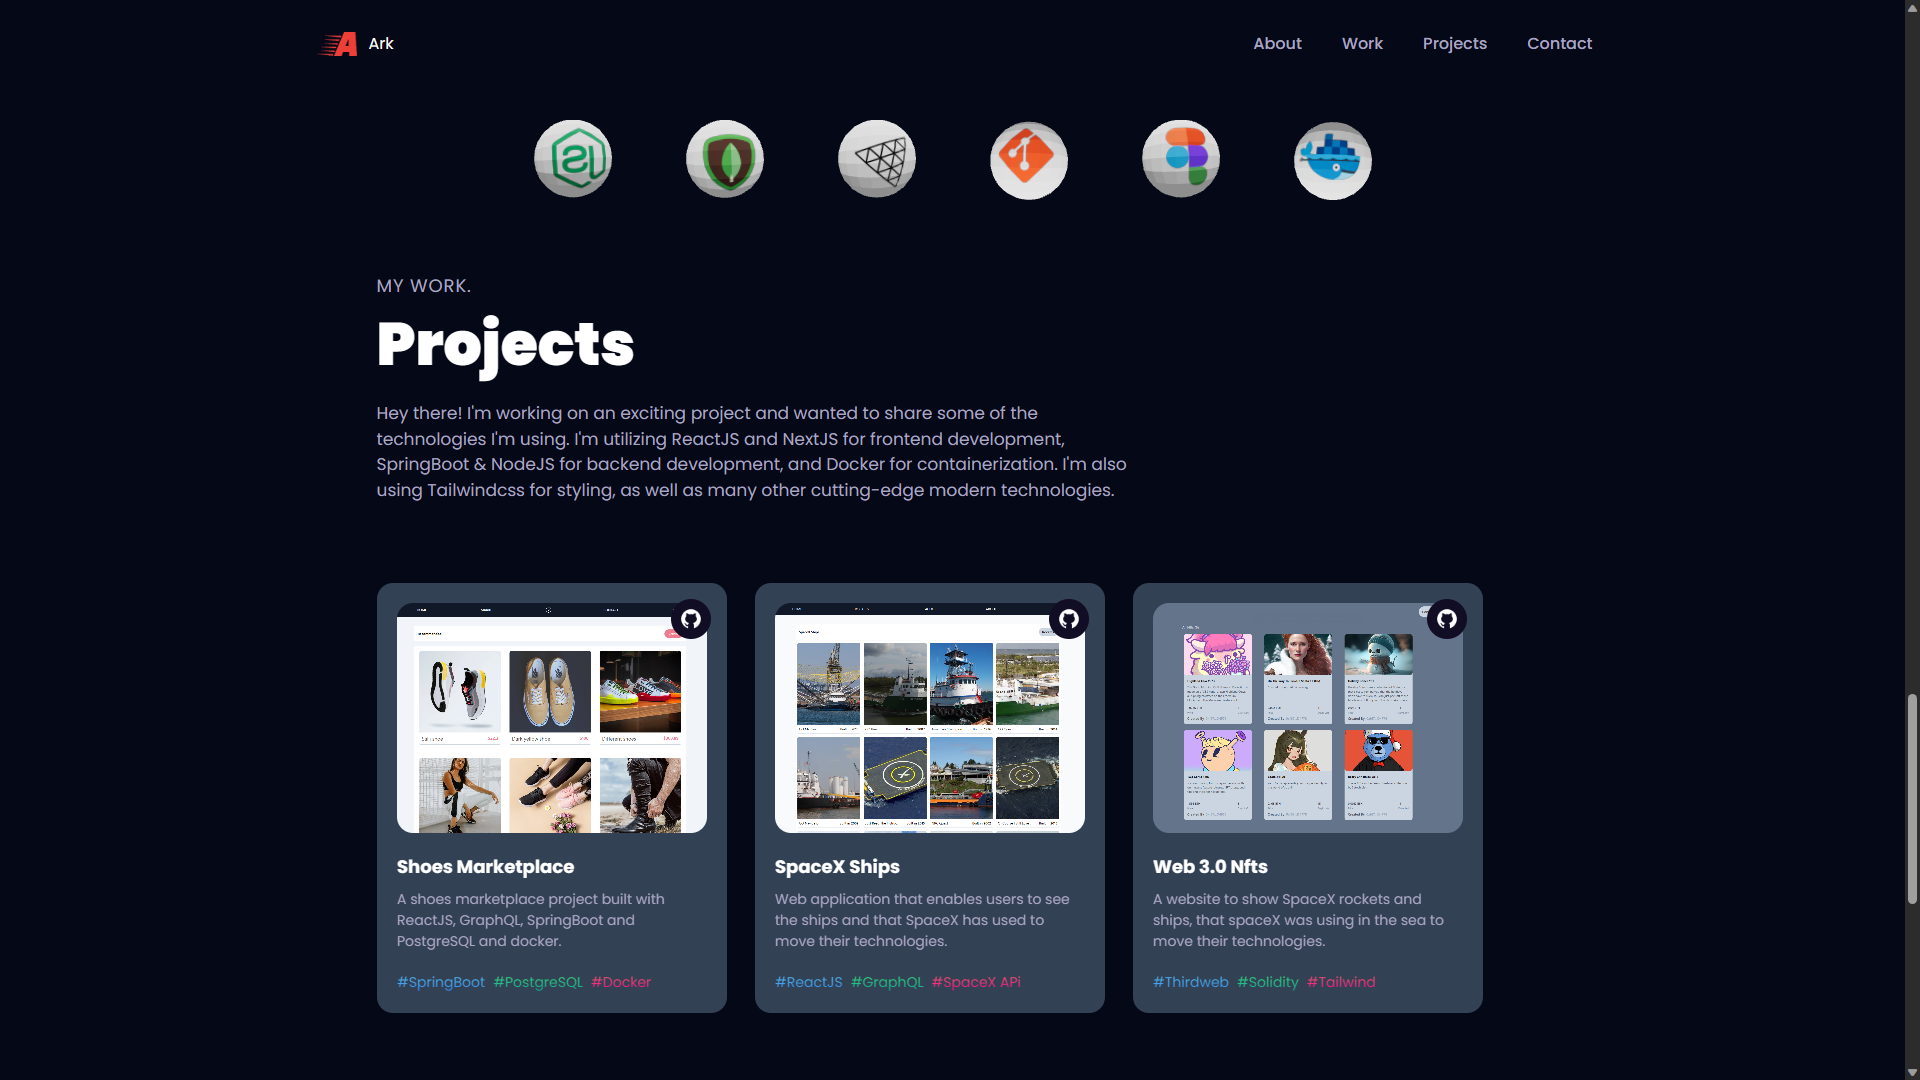 Ark
About
Work
Projects
Contact
MY WORK.
Projects
Hey there! I'm working on an exciting project and wanted to share some of the
technologies I'm using. I'm utilizing ReactJS and NextJS for frontend development,
SpringBoot & NodeJS for backend development, and Docker for containerization. I'm also
using Tailwindcss for styling, as well as many other cutting-edge modern technologies.
Shoes Marketplace
A shoes marketplace project built with
ReactJS, GraphQL, SpringBoot and
PostgreSQL and docker.
#SpringBoot #PostgreSQL #Docker
SpaceX Ships
Web application that enables users to see
the ships and that SpaceX has used to
move their technologies.
#ReactJS #GraphQL #SpaceX APi
Web 3.0 Nfts
A website to show SpaceX rockets and
ships, that spaceX was using in the sea to
move their technologies.
#Thirdweb #Solidity #Tailwind